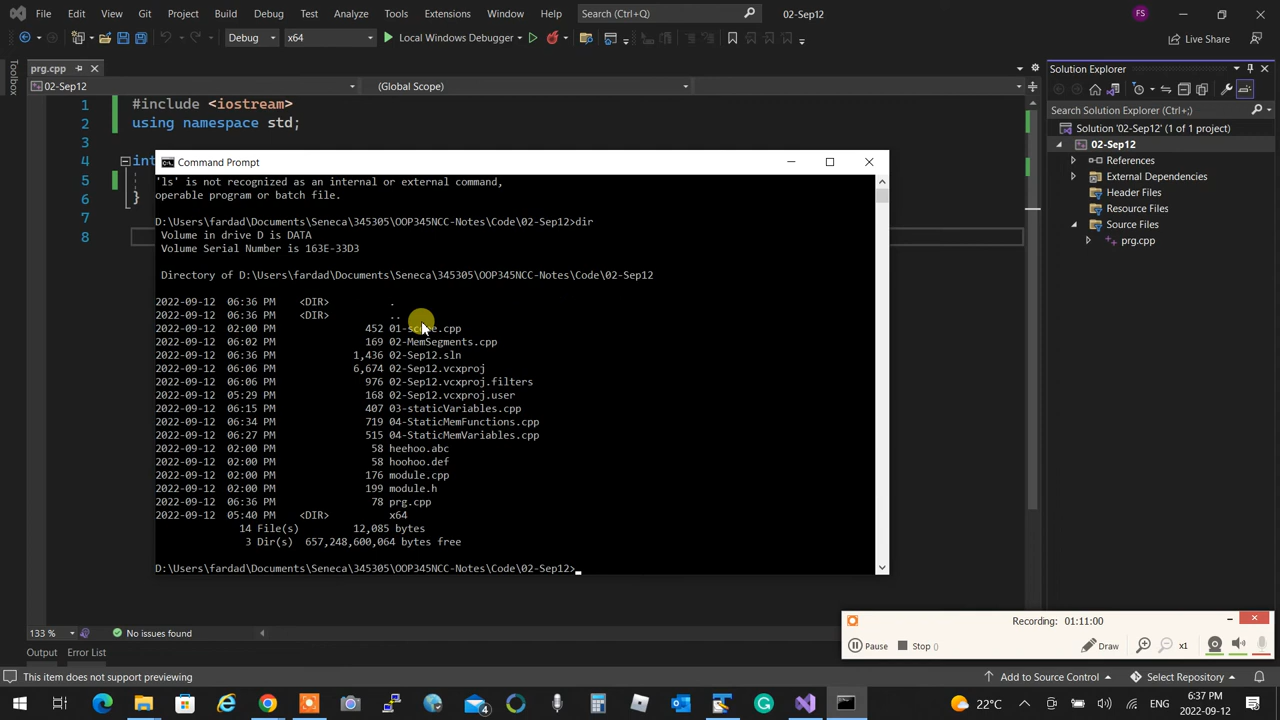 File Edit View Git Project Build Debug Test Analyze Tools Extensions Window Help Search (Ctrl+Q) 02-Sep12 FS
Debug x64 Local Windows Debugger Live Share
Toolbox
prg.cpp
02-Sep12 (Global Scope)
1 #include <iostream>
2 using namespace std;
3
4 int
5
6 }
7
8
Command Prompt
'ls' is not recognized as an internal or external command,
operable program or batch file.
D:\Users\fardad\Documents\Seneca\345305\OOP345NCC-Notes\Code\02-Sep12>dir
Volume in drive D is DATA
Volume Serial Number is 163E-33D3
Directory of D:\Users\fardad\Documents\Seneca\345305\OOP345NCC-Notes\Code\02-Sep12
2022-09-12 06:36 PM <DIR> .
2022-09-12 06:36 PM <DIR> ..
2022-09-12 02:00 PM 452 01-scope.cpp
2022-09-12 06:02 PM 169 02-MemSegments.cpp
2022-09-12 06:36 PM 1,436 02-Sep12.sln
2022-09-12 06:06 PM 6,674 02-Sep12.vcxproj
2022-09-12 06:06 PM 976 02-Sep12.vcxproj.filters
2022-09-12 05:29 PM 168 02-Sep12.vcxproj.user
2022-09-12 06:15 PM 407 03-staticVariables.cpp
2022-09-12 06:34 PM 719 04-StaticMemFunctions.cpp
2022-09-12 06:27 PM 515 04-StaticMemVariables.cpp
2022-09-12 02:00 PM 58 heehoo.abc
2022-09-12 02:00 PM 58 hoohoo.def
2022-09-12 02:00 PM 176 module.cpp
2022-09-12 02:00 PM 199 module.h
2022-09-12 06:36 PM 78 prg.cpp
2022-09-12 05:40 PM <DIR> x64
14 File(s) 12,085 bytes
3 Dir(s) 657,248,600,064 bytes free
D:\Users\fardad\Documents\Seneca\345305\OOP345NCC-Notes\Code\02-Sep12>
Solution Explorer
Search Solution Explorer (Ctrl+;)
Solution '02-Sep12' (1 of 1 project)
02-Sep12
References
External Dependencies
Header Files
Resource Files
Source Files
prg.cpp
Recording: 01:11:00
Pause Stop () Draw x1
133 % No issues found
Output Error List
This item does not support previewing Add to Source Control Select Repository
4 22°C ENG 6:37 PM
2022-09-12